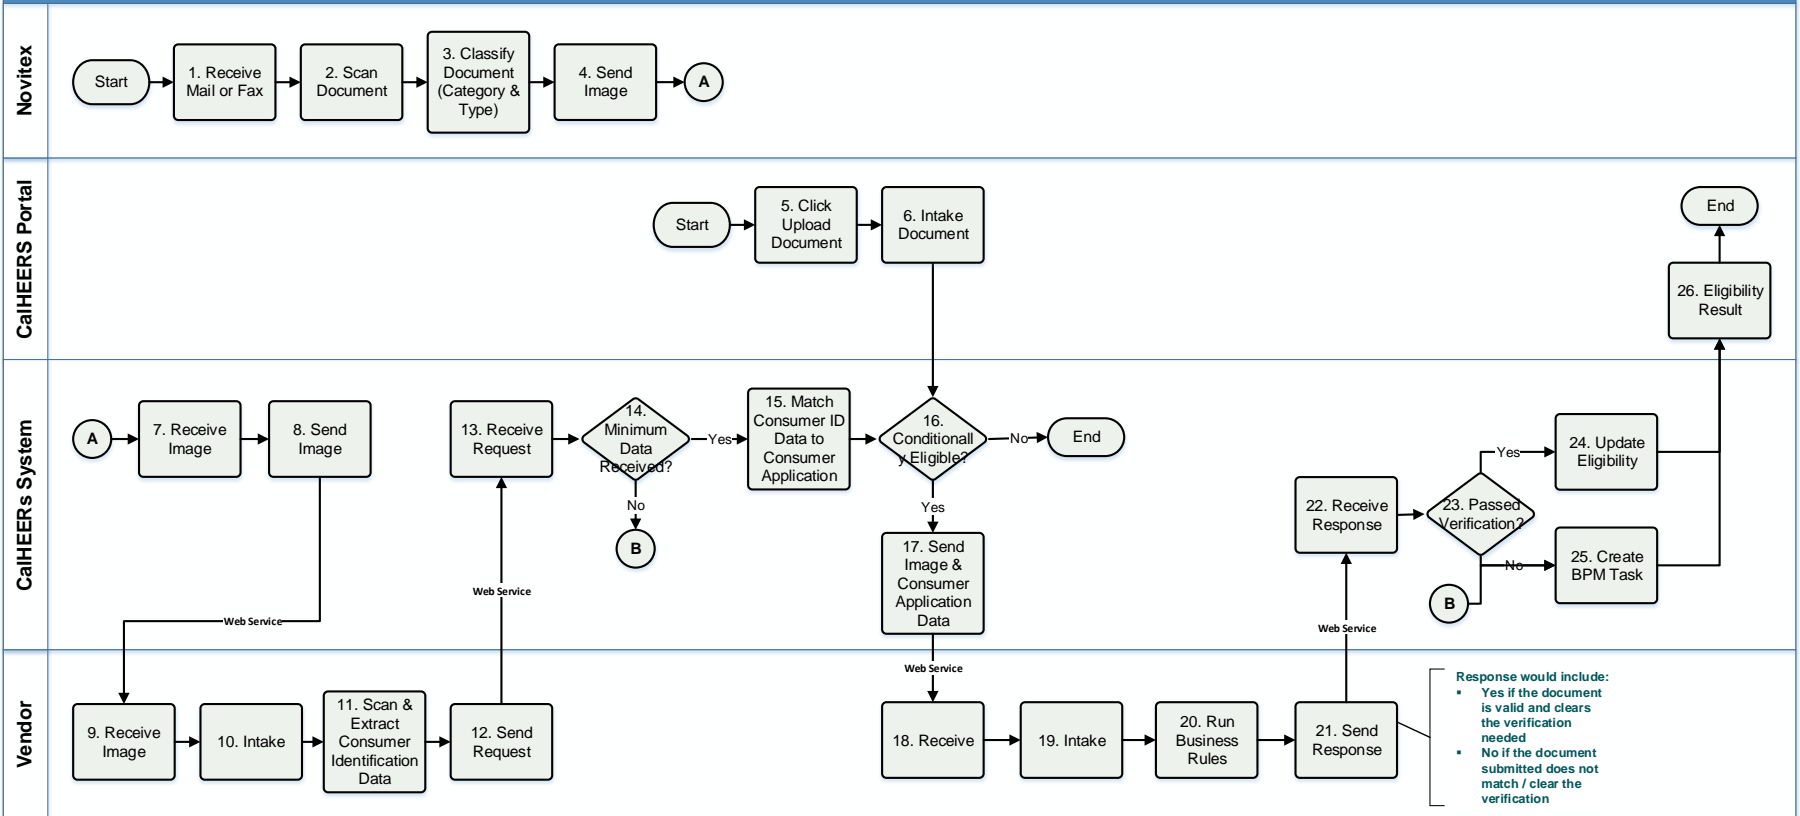 Novitex
Start
1. Receive
Mail or Fax
2. Scan
Document
3. Classify
Document
(Category &
Type)
4. Send
Image
A
CalHEERS Portal
Start
5. Click
Upload
Document
6. Intake
Document
End
26. Eligibility
Result
CalHEERs System
A
7. Receive
Image
8. Send
Image
13. Receive
Request
14.
Minimum
Data
Received?
Yes
No
B
15. Match
Consumer ID
Data to
Consumer
Application
16.
Conditionall
y Eligible?
No
End
Yes
17. Send
Image &
Consumer
Application
Data
22. Receive
Response
23. Passed
Verification?
Yes
24. Update
Eligibility
No
25. Create
BPM Task
B
Web Service
Web Service
Web Service
Web Service
Vendor
9. Receive
Image
10. Intake
11. Scan &
Extract
Consumer
Identification
Data
12. Send
Request
18. Receive
19. Intake
20. Run
Business
Rules
21. Send
Response
Response would include:
▪ Yes if the document
is valid and clears
the verification
needed
▪ No if the document
submitted does not
match / clear the
verification